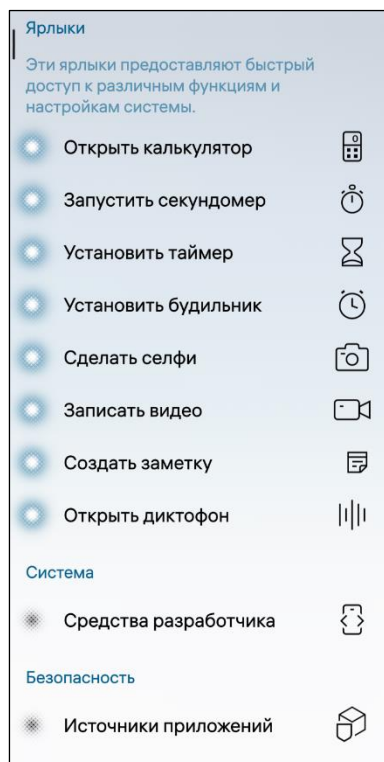 Ярлыки
Эти ярлыки предоставляют быстрый
доступ к различным функциям и
настройкам системы.
Открыть калькулятор
Запустить секундомер
Установить таймер
Установить будильник
Сделать селфи
Записать видео
Создать заметку
Открыть диктофон
Система
Средства разработчика
Безопасность
Источники приложений